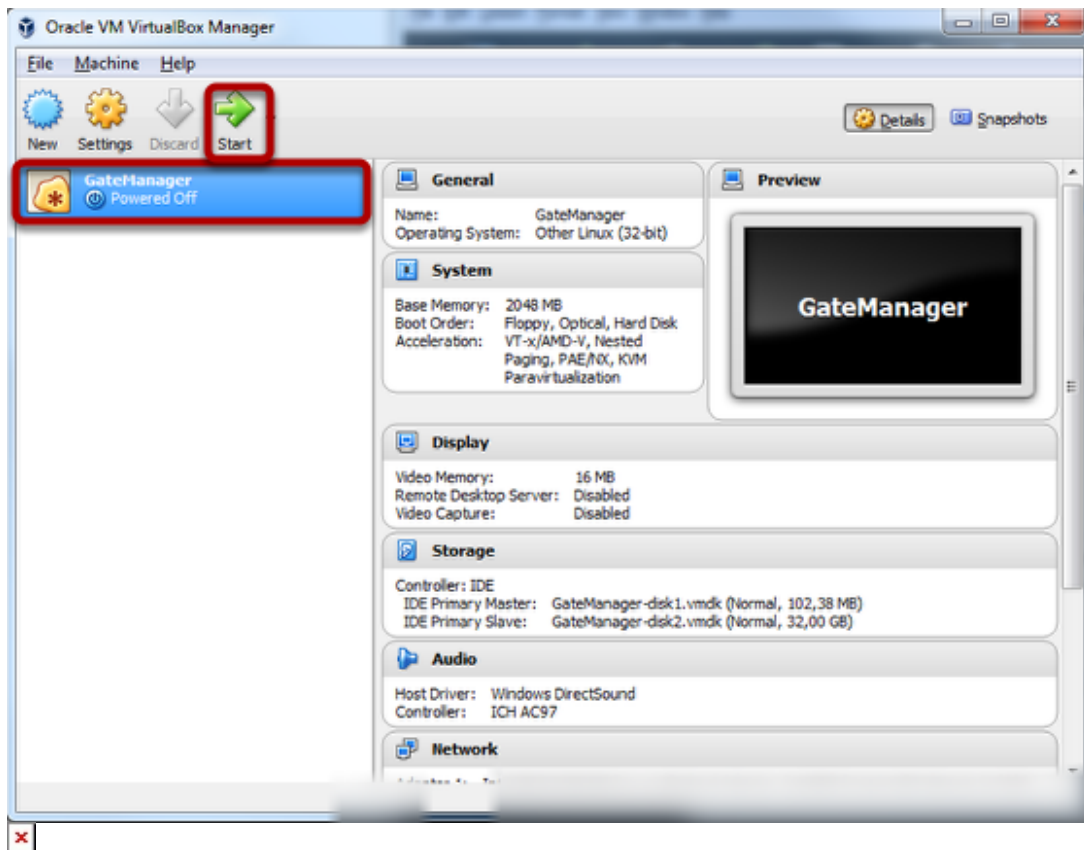 Oracle VM VirtualBox Manager
File Machine Help
New Settings Discard Start
Details Snapshots
GateManager
Powered Off
General
Name: GateManager
Operating System: Other Linux (32-bit)
System
Base Memory: 2048 MB
Boot Order: Floppy, Optical, Hard Disk
Acceleration: VT-x/AMD-V, Nested
Paging, PAE/NX, KVM
Paravirtualization
Preview
GateManager
Display
Video Memory: 16 MB
Remote Desktop Server: Disabled
Video Capture: Disabled
Storage
Controller: IDE
IDE Primary Master: GateManager-disk1.vmdk (Normal, 102,38 MB)
IDE Primary Slave: GateManager-disk2.vmdk (Normal, 32,00 GB)
Audio
Host Driver: Windows DirectSound
Controller: ICH AC97
Network